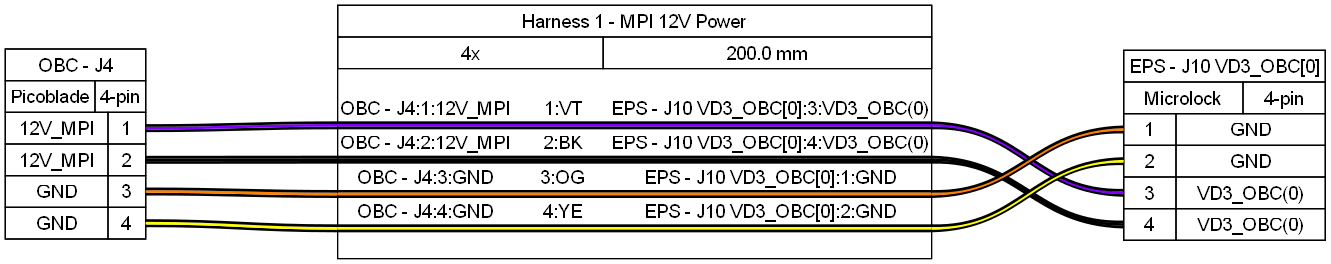 Harness 1 - MPI 12V Power
4x 200.0 mm
OBC - J4
Picoblade 4-pin
12V_MPI 1
12V_MPI 2
GND 3
GND 4
OBC - J4:1:12V_MPI 1:VT EPS - J10 VD3_OBC[0]:3:VD3_OBC(0)
OBC - J4:2:12V_MPI 2:BK EPS - J10 VD3_OBC[0]:4:VD3_OBC(0)
OBC - J4:3:GND 3:OG EPS - J10 VD3_OBC[0]:1:GND
OBC - J4:4:GND 4:YE EPS - J10 VD3_OBC[0]:2:GND
EPS - J10 VD3_OBC[0]
Microlock 4-pin
1 GND
2 GND
3 VD3_OBC(0)
4 VD3_OBC(0)